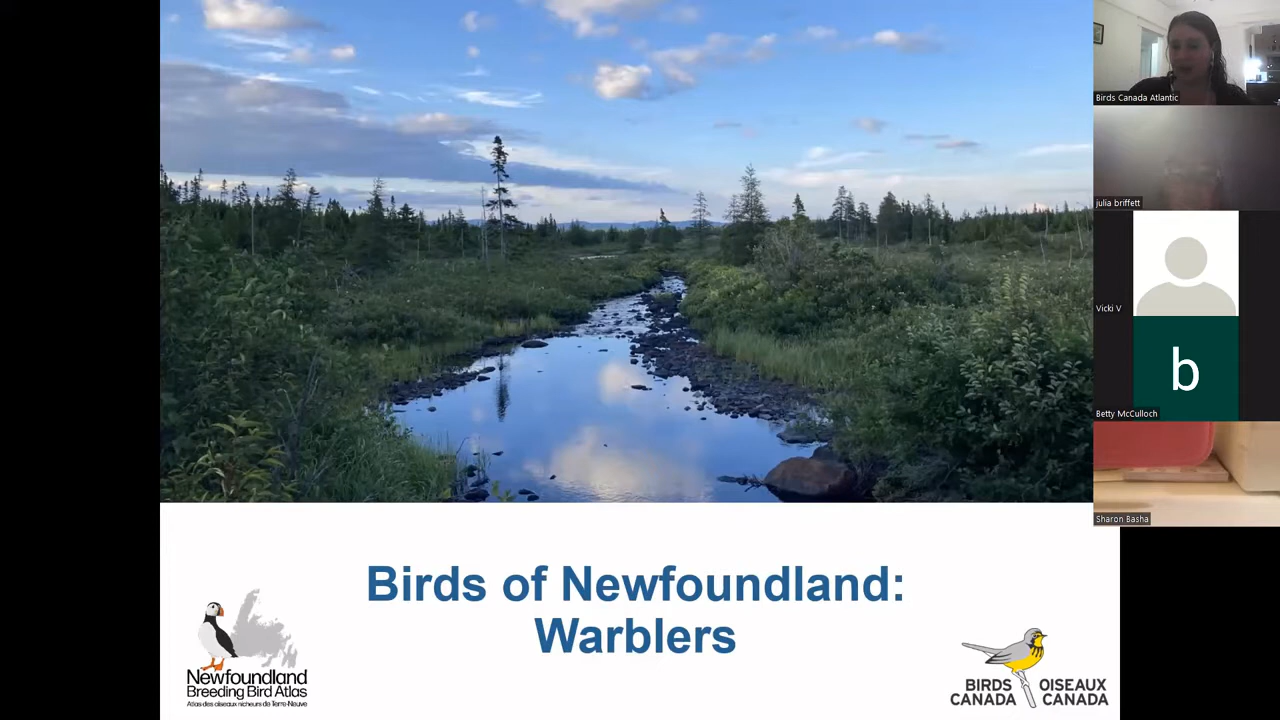 Birds Canada Atlantic
julia briffett
Vicki V
b
Betty McCulloch
Sharon Basha
Birds of Newfoundland:
Warblers
Newfoundland
Breeding Bird Atlas
Atlas des oiseaux nicheurs de Terre-Neuve
BIRDS OISEAUX
CANADA CANADA